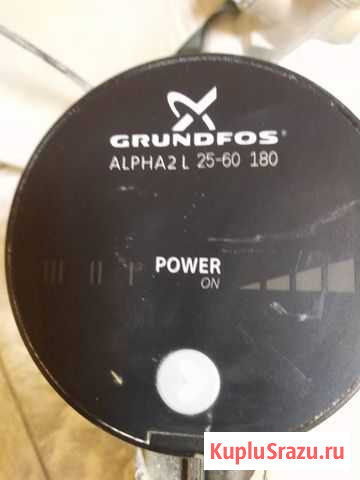 GRUNDFOS
ALPHA2 L 25-60 180
III II I
POWER
ON
KupluSrazu.ru